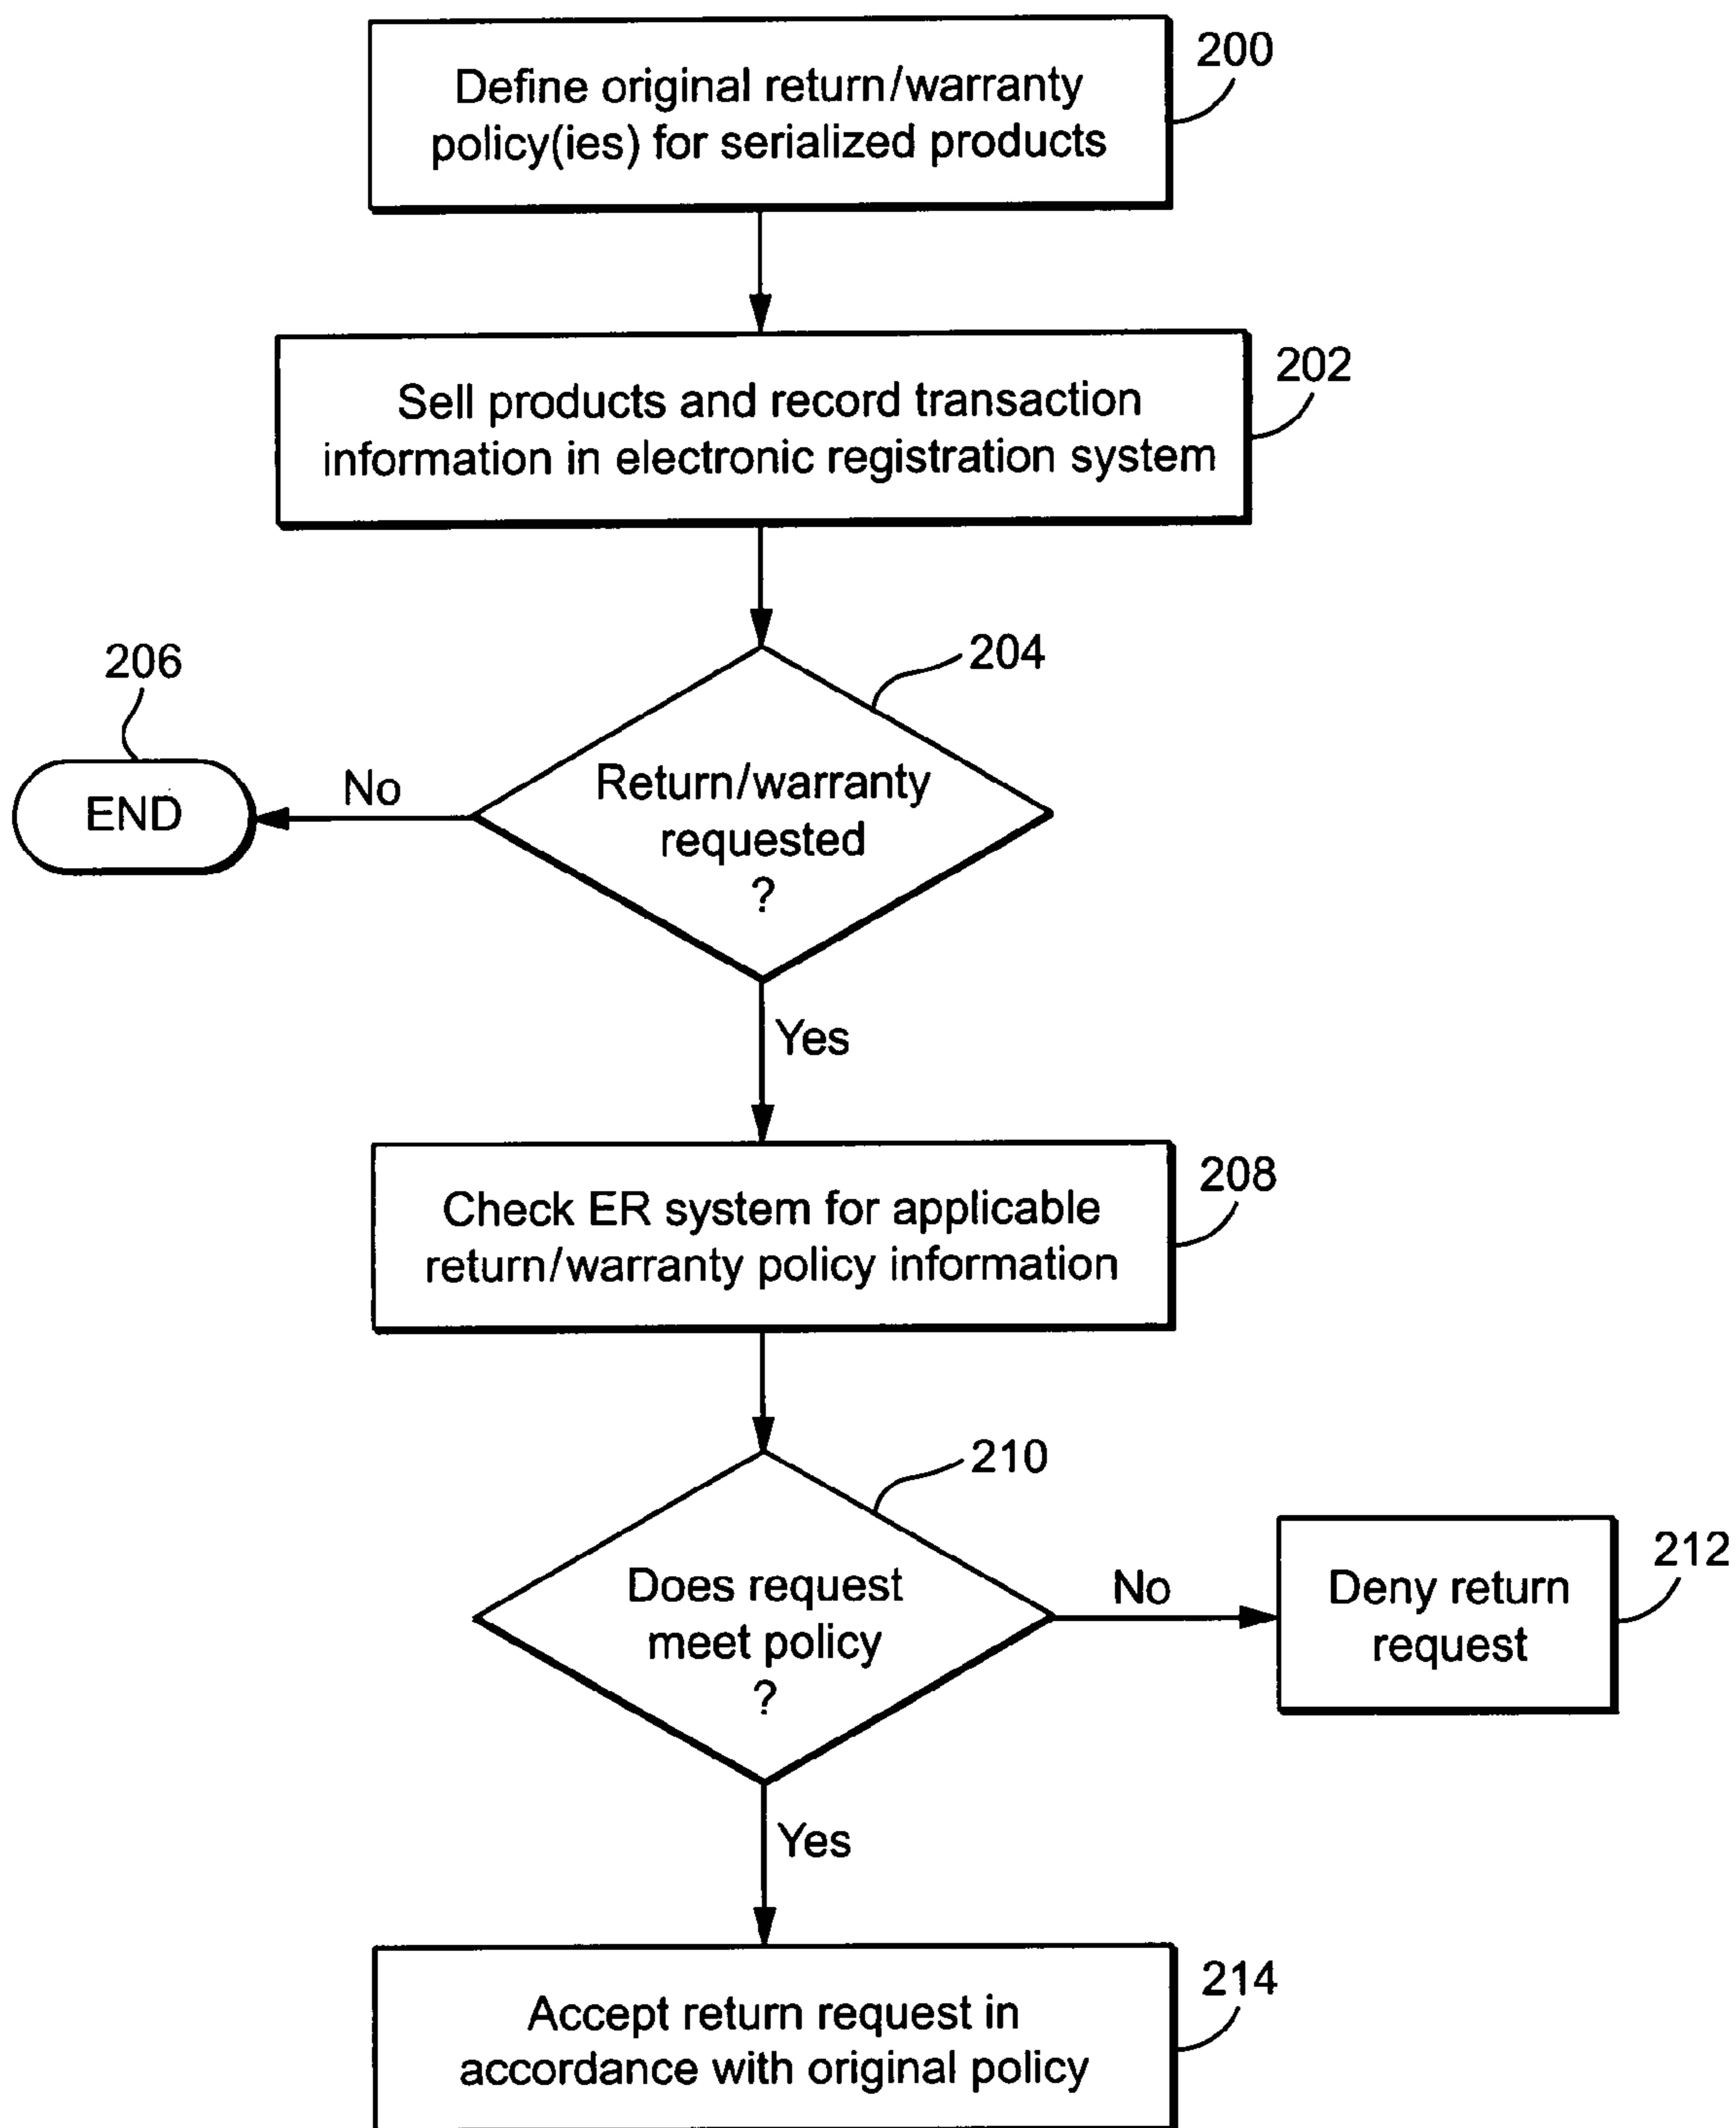 Define original return/warranty
policy(ies) for serialized products
200
Sell products and record transaction
information in electronic registration system
202
204
206
Return/warranty
requested
?
No
END
Yes
Check ER system for applicable
return/warranty policy information
208
210
Does request
meet policy
?
No
Deny return
request
212
Yes
Accept return request in
accordance with original policy
214